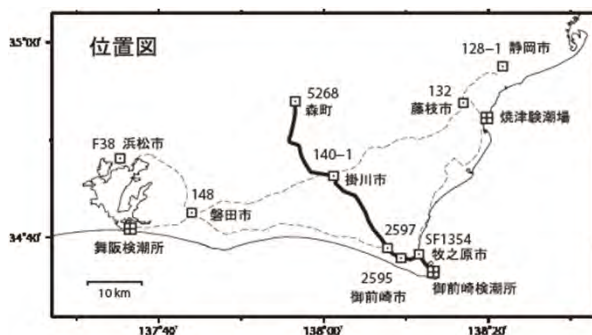 35°00'
位置図
128−1 静岡市
5268
森町
132
藤枝市
焼津験潮場
F38 浜松市
140-1
掛川市
148
磐田市
34°40'
舞阪検潮所
2597
SF1354
牧之原市
2595
御前崎市
御前崎検潮所
10km
137°40'
138°00'
138°20'